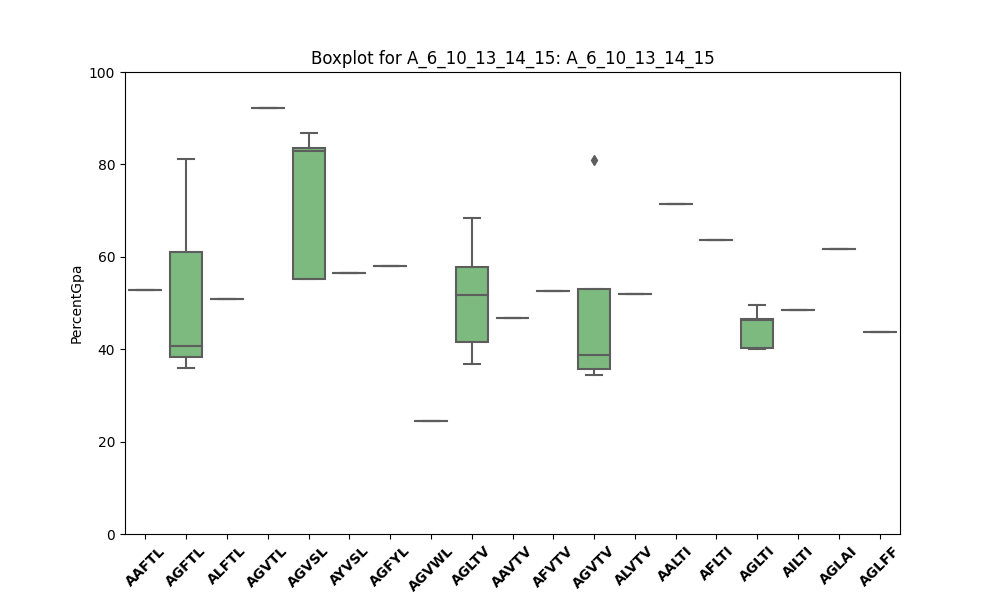 Boxplot for A_6_10_13_14_15: A_6_10_13_14_15
PercentGpa
100
80
60
40
20
0
AAFTL AGFTL ALFTL AGVTL AGVSL AYVSL AGFYL AGVWL AGLTV AAVTV AFVTV AGVTV ALVTV AALTI AFLTI AGLTI AILTI AGLAI AGLFF